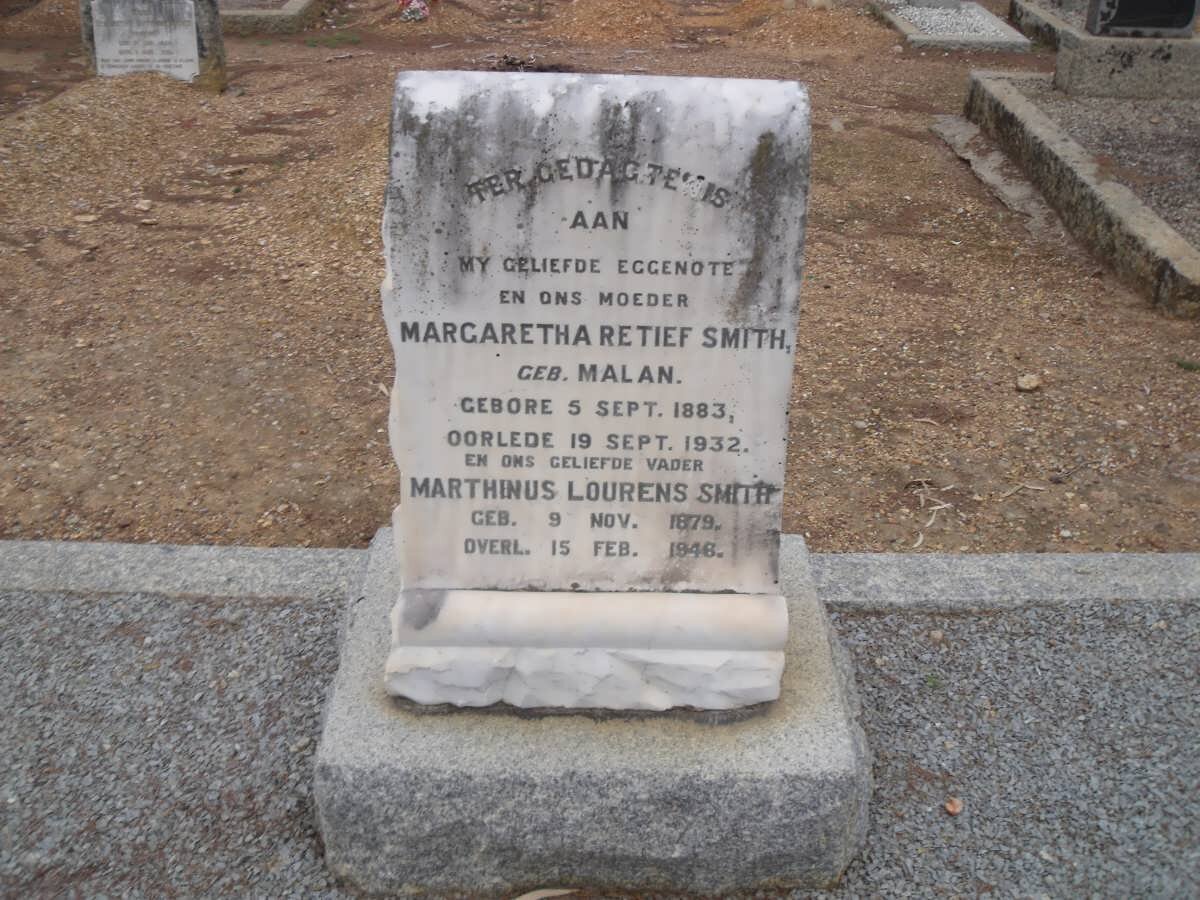 TER GEDAGTENIS
AAN
MY GELIEFDE EGGENOTE
EN ONS MOEDER
MARGARETHA RETIEF SMITH,
GEB. MALAN.
GEBORE 5 SEPT. 1883,
OORLEDE 19 SEPT. 1932.
EN ONS GELIEFDE VADER
MARTHINUS LOURENS SMITH
GEB. 9 NOV. 1879.
OVERL. 15 FEB. 1946.